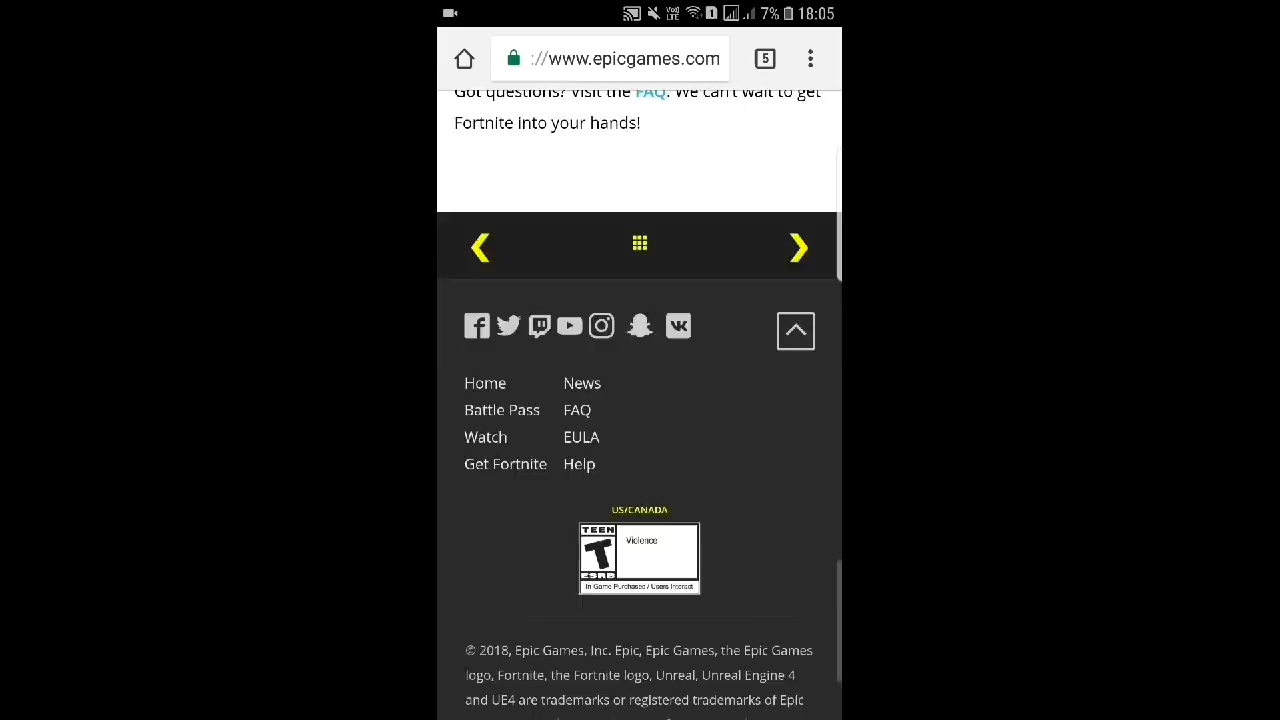 7% 18:05
://www.epicgames.com 5
Got questions? Visit the FAQ. We can't wait to get
Fortnite into your hands!
Home News
Battle Pass FAQ
Watch EULA
Get Fortnite Help
US/CANADA
TEEN
T
ESRB
Violence
In Game Purchases / Users Interact
© 2018, Epic Games, Inc. Epic, Epic Games, the Epic Games
logo, Fortnite, the Fortnite logo, Unreal, Unreal Engine 4
and UE4 are trademarks or registered trademarks of Epic